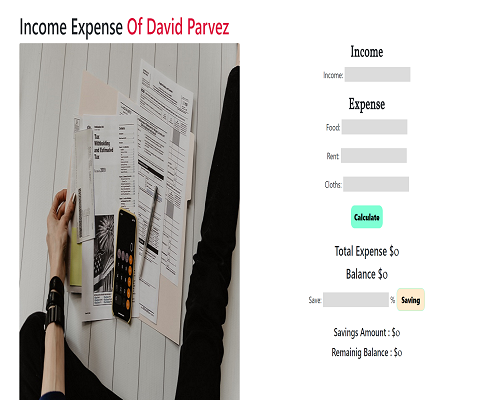 Income Expense Of David Parvez
Tax
Withholding
and Estimated
Tax
Income
Income:
Expense
Food:
Rent:
Cloths:
Calculate
Total Expense $0
Balance $0
Save: % Saving
Savings Amount : $0
Remainig Balance : $0